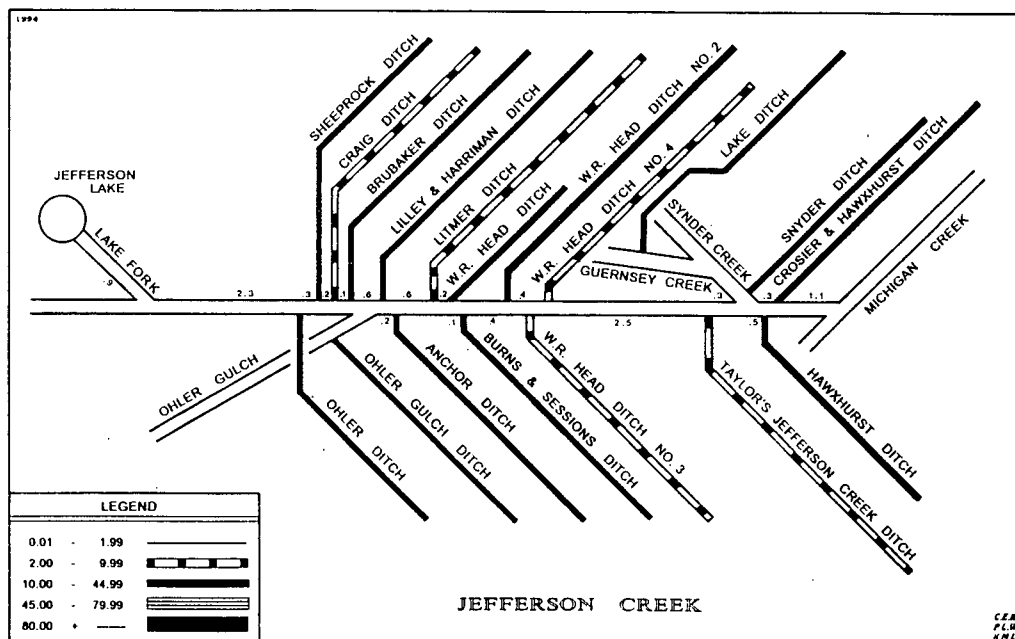 1994
SHEEPROCK DITCH
CRAIG DITCH
BRUBAKER DITCH
LILLEY & HARRIMAN DITCH
LITMER DITCH
W.R. HEAD DITCH
W.R. HEAD DITCH NO. 2
W.R. HEAD DITCH NO. 4
LAKE DITCH
SYNDER CREEK
GUERNSEY CREEK
SNYDER DITCH
CROSIER & HAWXHURST DITCH
MICHIGAN CREEK
JEFFERSON
LAKE
LAKE FORK
.9
2.3
.3
.2
.1
.6
.6
.2
.4
.3
.3
1.1
.2
.1
.4
2.5
.5
OHLER GULCH
OHLER DITCH
OHLER GULCH DITCH
ANCHOR DITCH
BURNS & SESSIONS DITCH
W.R. HEAD DITCH NO. 3
TAYLOR'S JEFFERSON CREEK DITCH
HAWXHURST DITCH
LEGEND
0.01 - 1.99
2.00 - 9.99
10.00 - 44.99
45.00 - 79.99
80.00 +
JEFFERSON CREEK